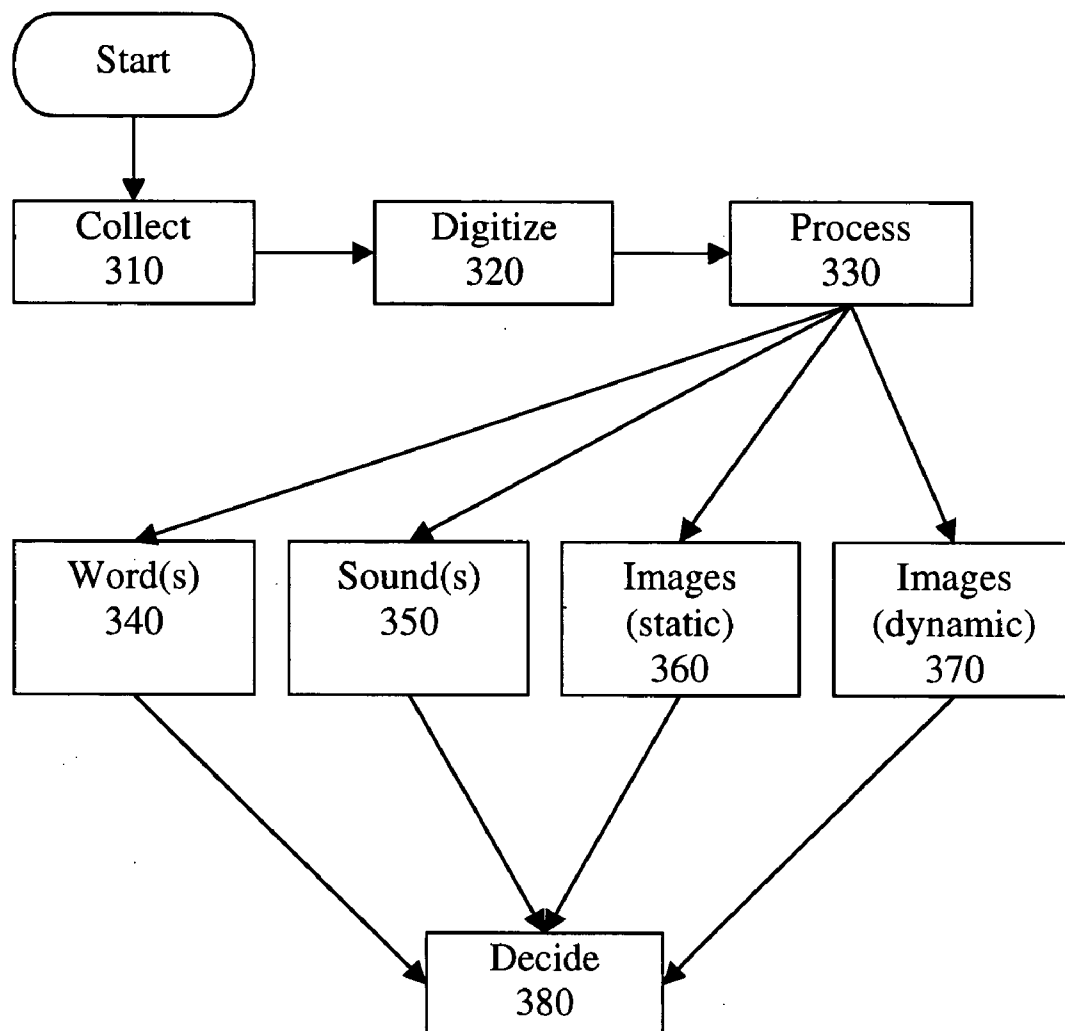 Start
Collect
310
Digitize
320
Process
330
Word(s)
340
Sound(s)
350
Images
(static)
360
Images
(dynamic)
370
Decide
380